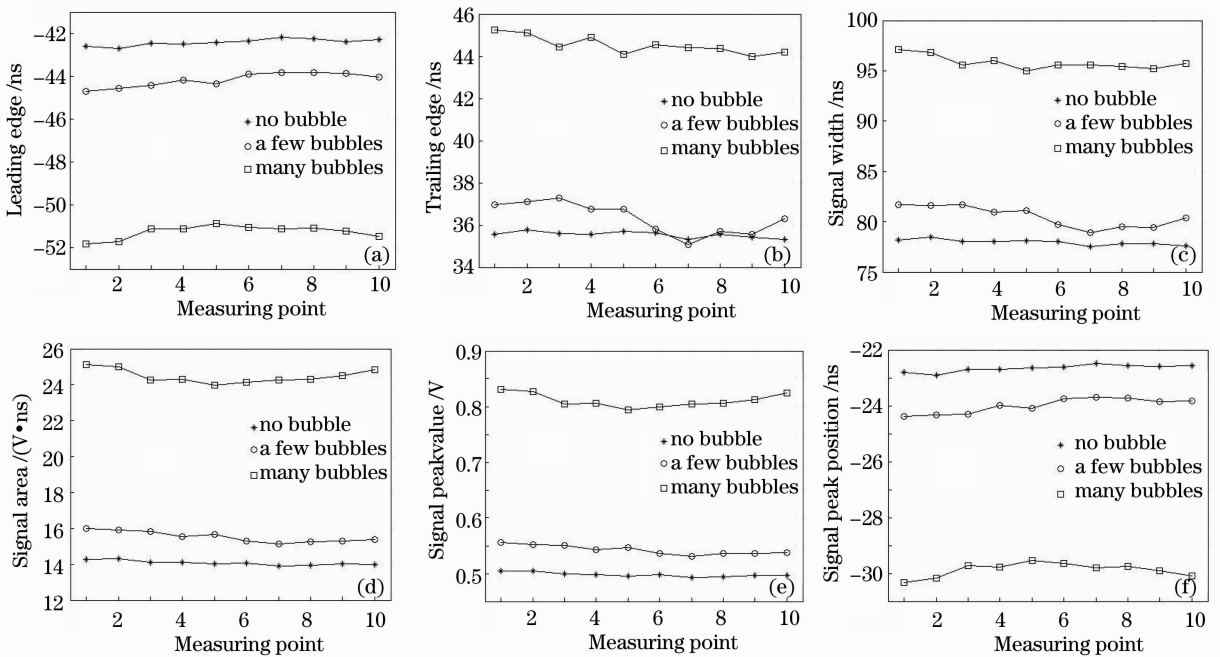 Leading edge /ns
−42
−44
−46
−48
−50
−52
no bubble
a few bubbles
many bubbles
(a)
2 4 6 8 10
Measuring point
Trailing edge /ns
46
44
42
40
38
36
34
no bubble
a few bubbles
many bubbles
(b)
2 4 6 8 10
Measuring point
Signal width /ns
100
95
90
85
80
75
no bubble
a few bubbles
many bubbles
(c)
2 4 6 8 10
Measuring point
Signal area /(V•ns)
26
24
22
20
18
16
14
12
no bubble
a few bubbles
many bubbles
(d)
2 4 6 8 10
Measuring point
Signal peakvalue /V
0.9
0.8
0.7
0.6
0.5
no bubble
a few bubbles
many bubbles
(e)
2 4 6 8 10
Measuring point
Signal peak position /ns
−22
−24
−26
−28
−30
no bubble
a few bubbles
many bubbles
(f)
2 4 6 8 10
Measuring point